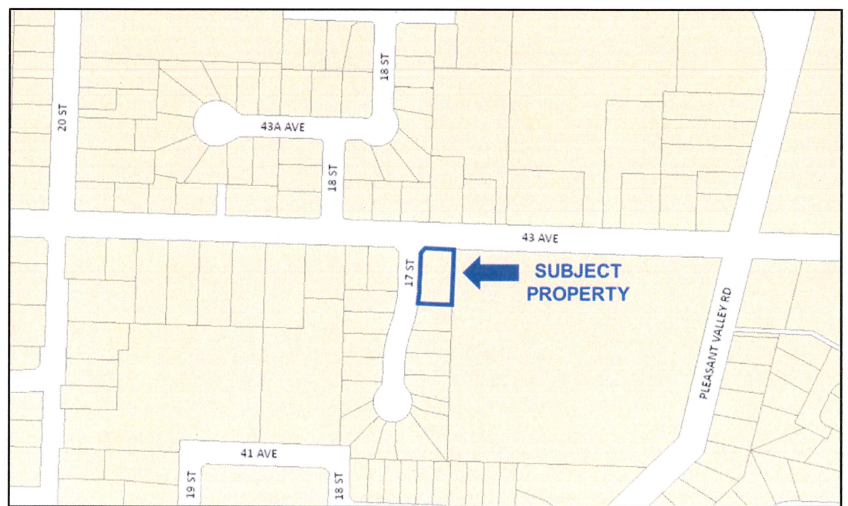 18 ST
20 ST
43A AVE
18 ST
43 AVE
17 ST
SUBJECT
PROPERTY
PLEASANT VALLEY RD
41 AVE
19 ST
18 ST